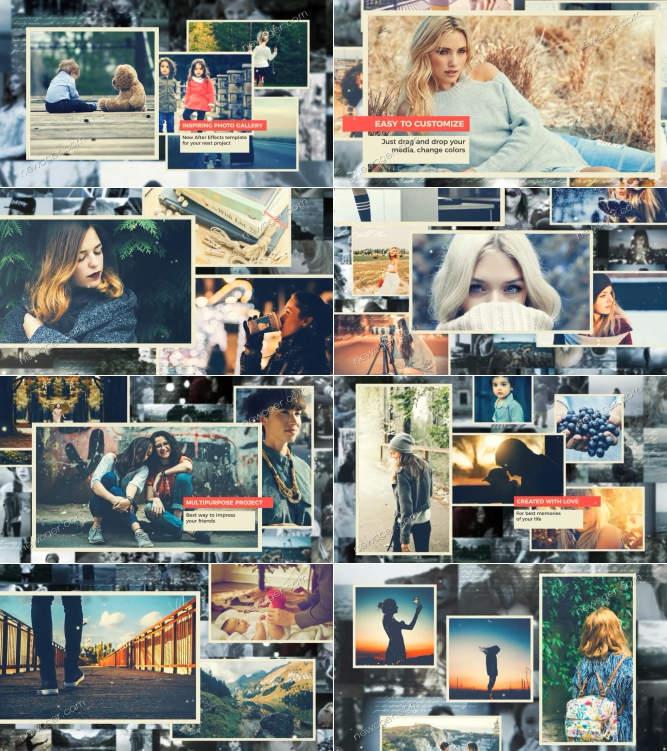 INSPIRING PHOTO GALLERY
New After Effects template
for your next project
EASY TO CUSTOMIZE
Just drag and drop your
media, change colors
MULTIPURPOSE PROJECT
Best way to impress
your friends
CREATED WITH LOVE
For best memories
of your life